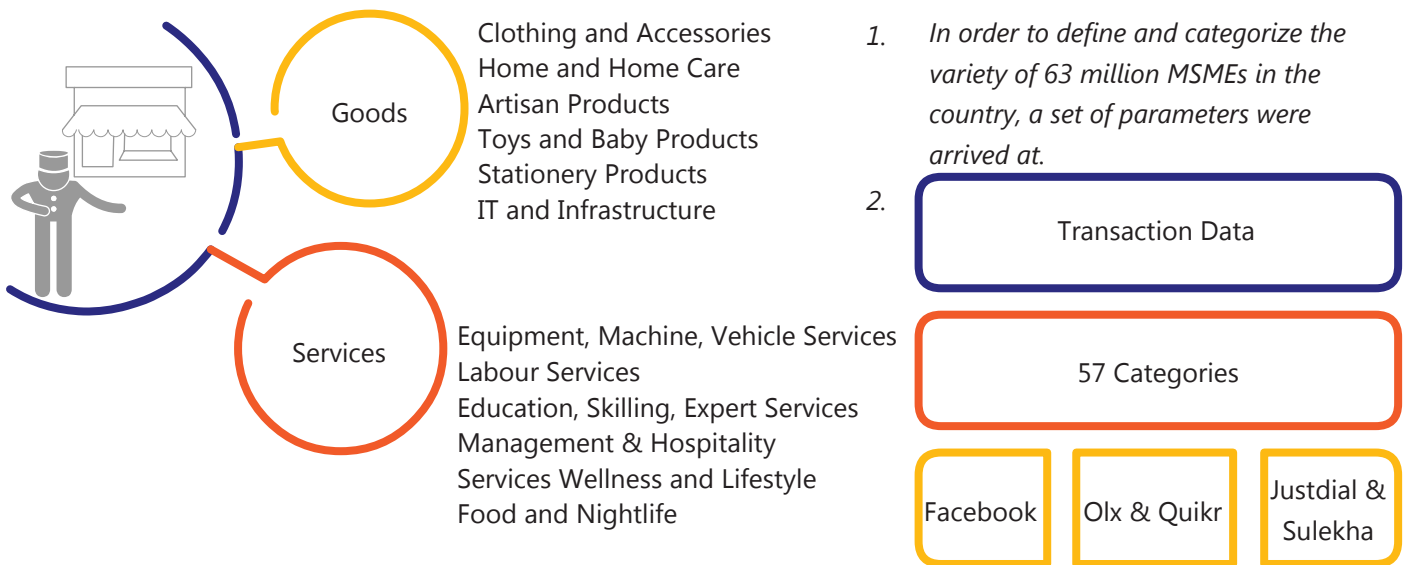 Goods
Clothing and Accessories
Home and Home Care
Artisan Products
Toys and Baby Products
Stationery Products
IT and Infrastructure
Services
Equipment, Machine, Vehicle Services
Labour Services
Education, Skilling, Expert Services
Management & Hospitality
Services Wellness and Lifestyle
Food and Nightlife
1. In order to define and categorize the
variety of 63 million MSMEs in the
country, a set of parameters were
arrived at.
2.
Transaction Data
57 Categories
Facebook
Olx & Quikr
Justdial &
Sulekha